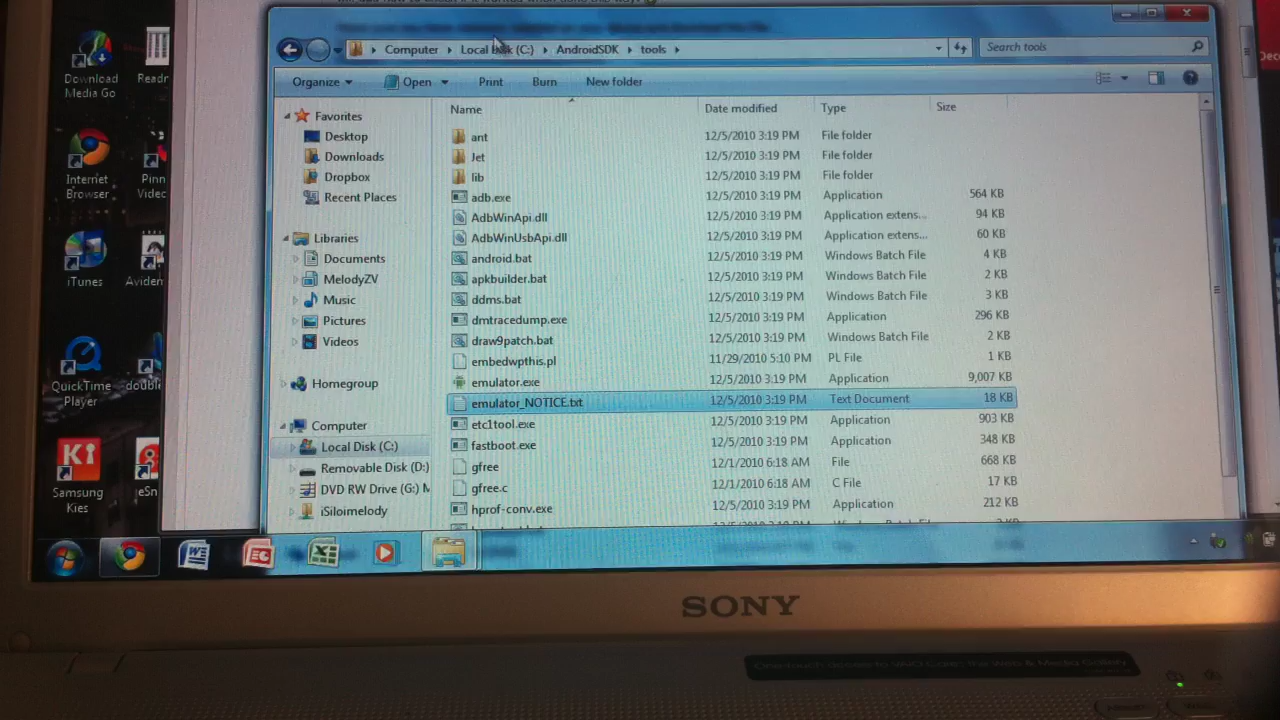 Computer Local Disk (C:) AndroidSDK tools
Search tools
Organize Open Print Burn New folder
Name Date modified Type Size
Favorites
Desktop
Downloads
Dropbox
Recent Places
Libraries
Documents
MelodyZV
Music
Pictures
Videos
Homegroup
Computer
Local Disk (C:)
Removable Disk (D:)
DVD RW Drive (G:) M
iSiloimelody
ant 12/5/2010 3:19 PM File folder
Jet 12/5/2010 3:19 PM File folder
lib 12/5/2010 3:19 PM File folder
adb.exe 12/5/2010 3:19 PM Application 564 KB
AdbWinApi.dll 12/5/2010 3:19 PM Application extens... 94 KB
AdbWinUsbApi.dll 12/5/2010 3:19 PM Application extens... 60 KB
android.bat 12/5/2010 3:19 PM Windows Batch File 4 KB
apkbuilder.bat 12/5/2010 3:19 PM Windows Batch File 2 KB
ddms.bat 12/5/2010 3:19 PM Windows Batch File 3 KB
dmtracedump.exe 12/5/2010 3:19 PM Application 296 KB
draw9patch.bat 12/5/2010 3:19 PM Windows Batch File 2 KB
embedwpthis.pl 11/29/2010 5:10 PM PL File 1 KB
emulator.exe 12/5/2010 3:19 PM Application 9,007 KB
emulator_NOTICE.txt 12/5/2010 3:19 PM Text Document 18 KB
etc1tool.exe 12/5/2010 3:19 PM Application 903 KB
fastboot.exe 12/5/2010 3:19 PM Application 348 KB
gfree 12/1/2010 6:18 AM File 668 KB
gfree.c 12/1/2010 6:18 AM C File 17 KB
hprof-conv.exe 12/5/2010 3:19 PM Application 212 KB
Download
Media Go
Readr
Internet
Browser
Pinn
Video
iTunes
Avidem
QuickTime
Player
doubl
Samsung
Kies
eSn
SONY